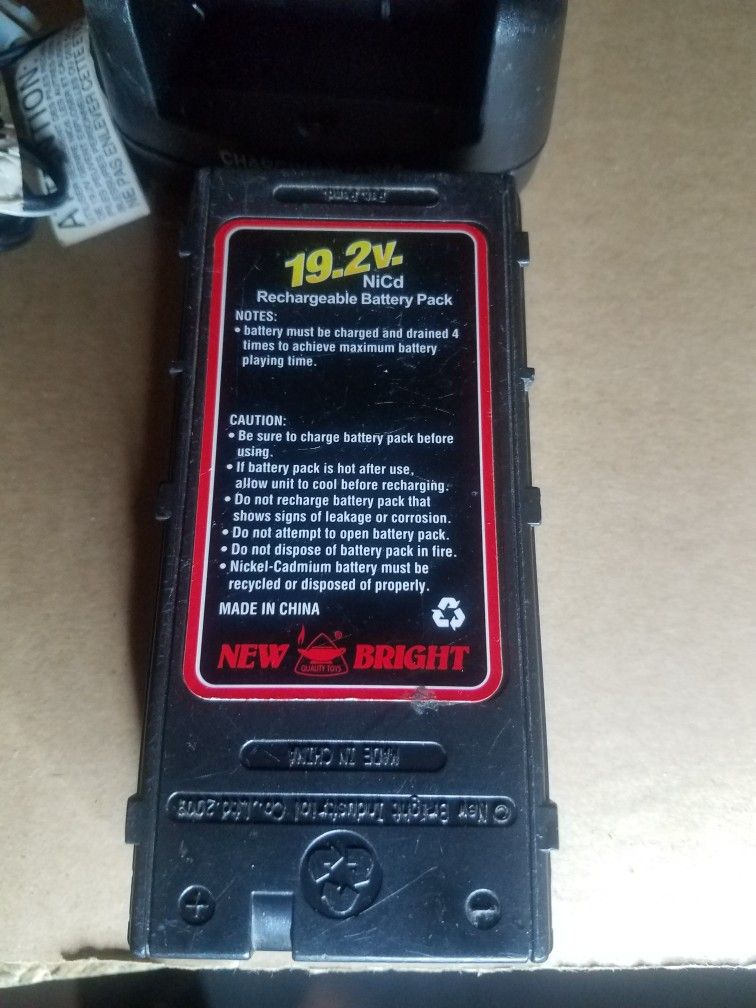 NE PAS ENLEVER CETTE ÉT
19.2v.
NiCd
Rechargeable Battery Pack
NOTES:
• battery must be charged and drained 4
times to achieve maximum battery
playing time.
CAUTION:
• Be sure to charge battery pack before
using.
• If battery pack is hot after use,
allow unit to cool before recharging.
• Do not recharge battery pack that
shows signs of leakage or corrosion.
• Do not attempt to open battery pack.
• Do not dispose of battery pack in fire.
• Nickel-Cadmium battery must be
recycled or disposed of properly.
MADE IN CHINA
NEW BRIGHT
QUALITY TOYS
®
MADE IN CHINA
© New Bright Industrial Co.,Ltd.
+
-